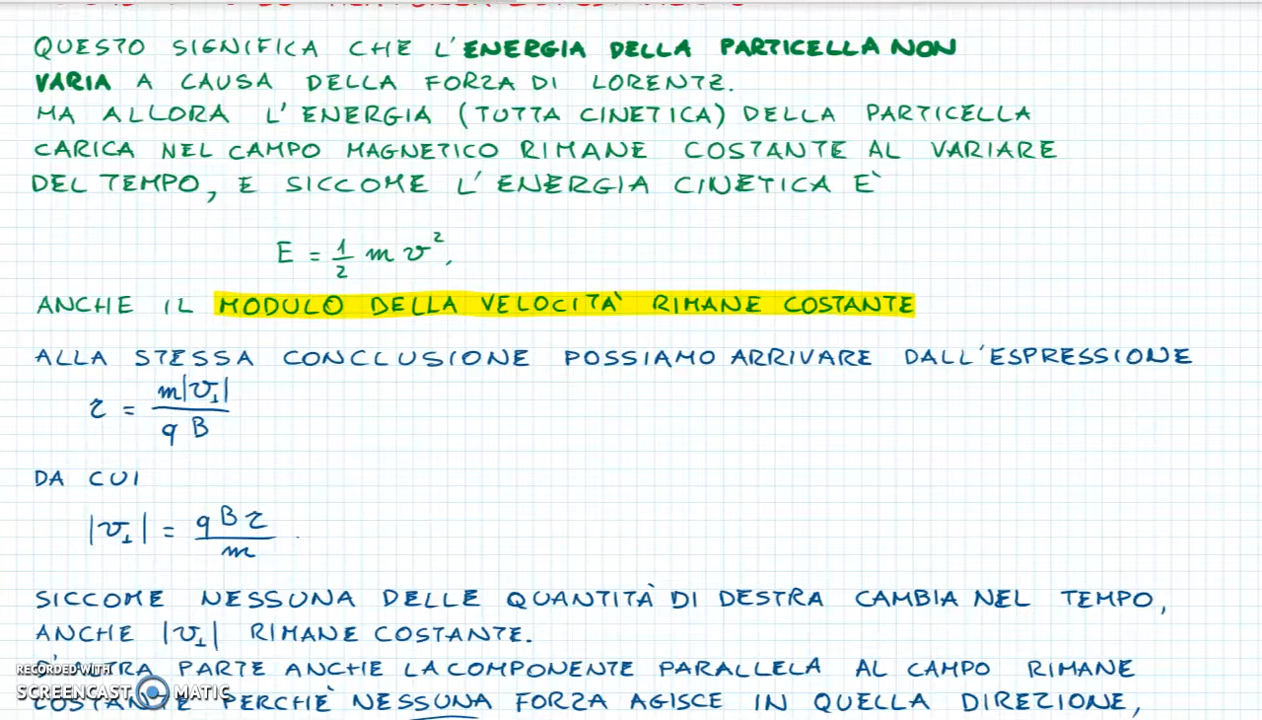 QUESTO SIGNIFICA CHE L'ENERGIA DELLA PARTICELLA NON
VARIA A CAUSA DELLA FORZA DI LORENTZ.
MA ALLORA L'ENERGIA (TUTTA CINETICA) DELLA PARTICELLA
CARICA NEL CAMPO MAGNETICO RIMANE COSTANTE AL VARIARE
DEL TEMPO, E SICCOME L'ENERGIA CINETICA È
E = 1/2 m v²,
ANCHE IL MODULO DELLA VELOCITÀ RIMANE COSTANTE
ALLA STESSA CONCLUSIONE POSSIAMO ARRIVARE DALL'ESPRESSIONE
r = m|v⊥| / qB
DA CUI
|v⊥| = qBr / m
SICCOME NESSUNA DELLE QUANTITÀ DI DESTRA CAMBIA NEL TEMPO,
ANCHE |v⊥| RIMANE COSTANTE.
PARTE ANCHE LA COMPONENTE PARALLELA AL CAMPO RIMANE
PERCHÈ NESSUNA FORZA AGISCE IN QUELLA DIREZIONE,
RECORDED WITH
SCREENCAST MATIC